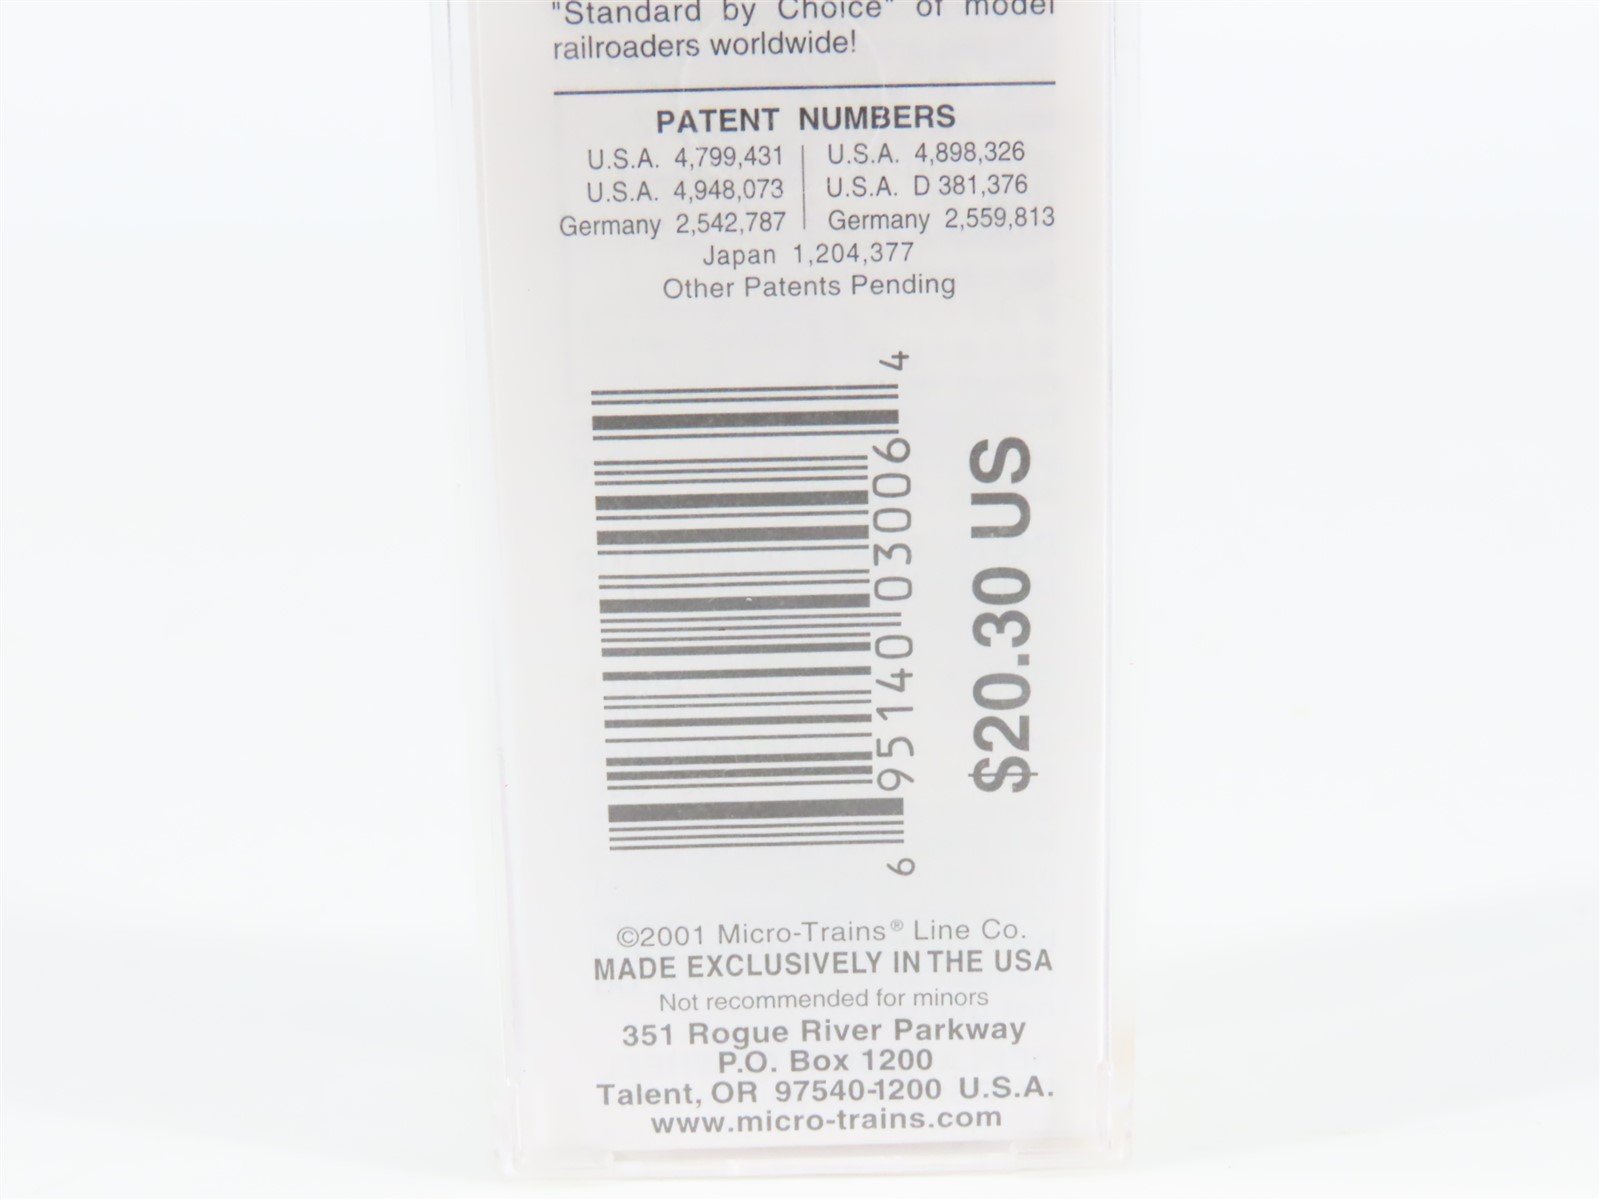 "Standard by Choice" of model
railroaders worldwide!
PATENT NUMBERS
U.S.A. 4,799,431 | U.S.A. 4,898,326
U.S.A. 4,948,073 | U.S.A. D 381,376
Germany 2,542,787 | Germany 2,559,813
Japan 1,204,377
Other Patents Pending
6 95140 03006 4
$20.30 US
©2001 Micro-Trains® Line Co.
MADE EXCLUSIVELY IN THE USA
Not recommended for minors
351 Rogue River Parkway
P.O. Box 1200
Talent, OR 97540-1200 U.S.A.
www.micro-trains.com